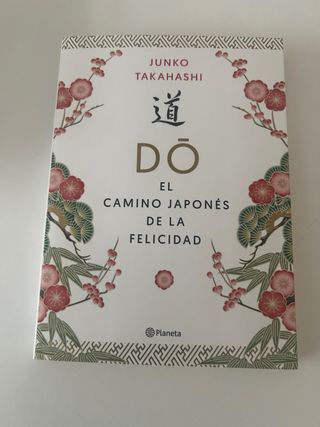 JUNKO
TAKAHASHI
道
DŌ
EL
CAMINO JAPONÉS
DE LA
FELICIDAD
Planeta